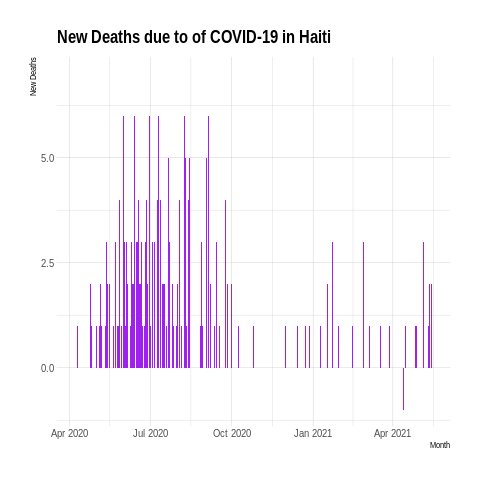 New Deaths due to of COVID-19 in Haiti
New Deaths
5.0
2.5
0.0
Apr 2020 Jul 2020 Oct 2020 Jan 2021 Apr 2021
Month